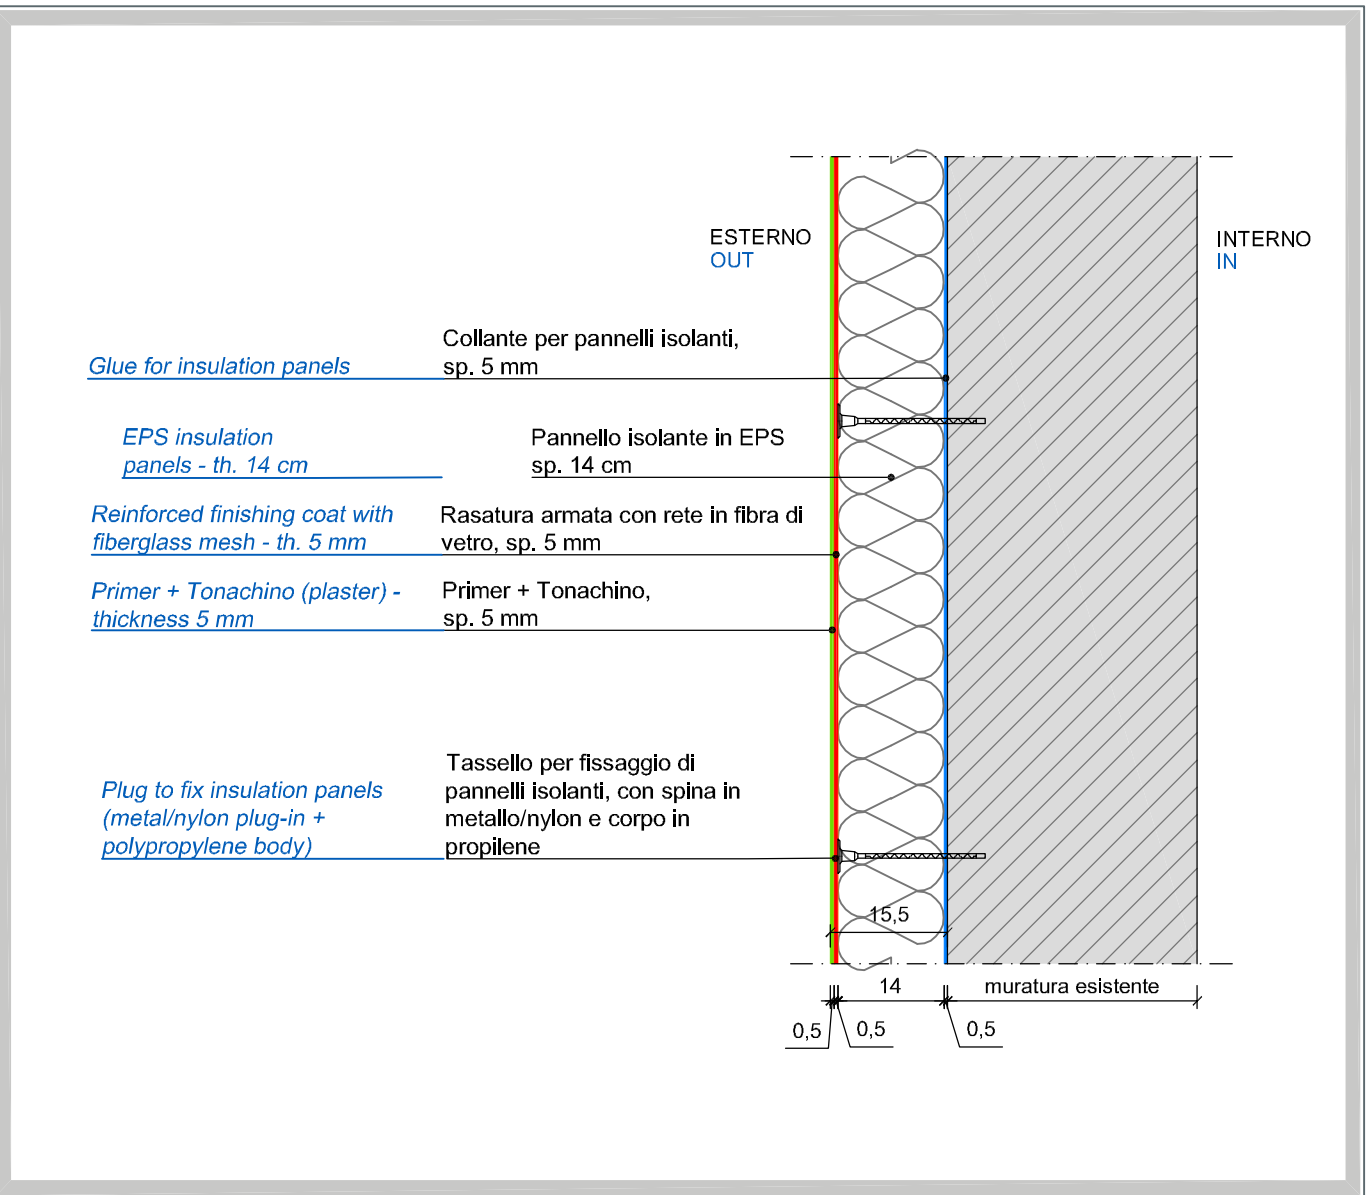 ESTERNO
OUT
INTERNO
IN
Glue for insulation panels
Collante per pannelli isolanti,
sp. 5 mm
EPS insulation
panels - th. 14 cm
Pannello isolante in EPS
sp. 14 cm
Reinforced finishing coat with
fiberglass mesh - th. 5 mm
Rasatura armata con rete in fibra di
vetro, sp. 5 mm
Primer + Tonachino (plaster) -
thickness 5 mm
Primer + Tonachino,
sp. 5 mm
Plug to fix insulation panels
(metal/nylon plug-in +
polypropylene body)
Tassello per fissaggio di
pannelli isolanti, con spina in
metallo/nylon e corpo in
propilene
15,5
14
muratura esistente
0,5
0,5
0,5